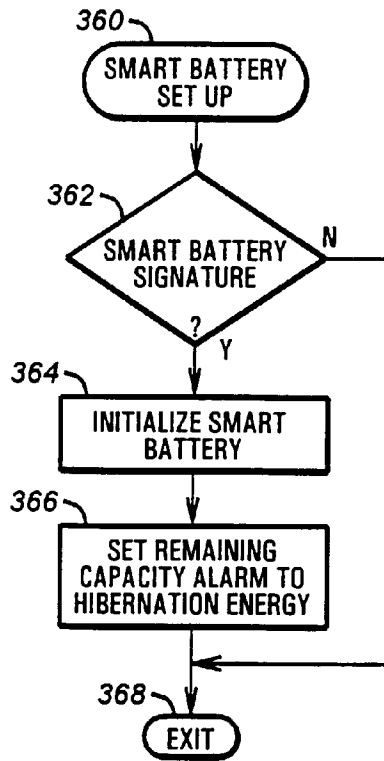 360
SMART BATTERY
SET UP
362
SMART BATTERY
SIGNATURE
?
N
Y
364
INITIALIZE SMART
BATTERY
366
SET REMAINING
CAPACITY ALARM TO
HIBERNATION ENERGY
368
EXIT